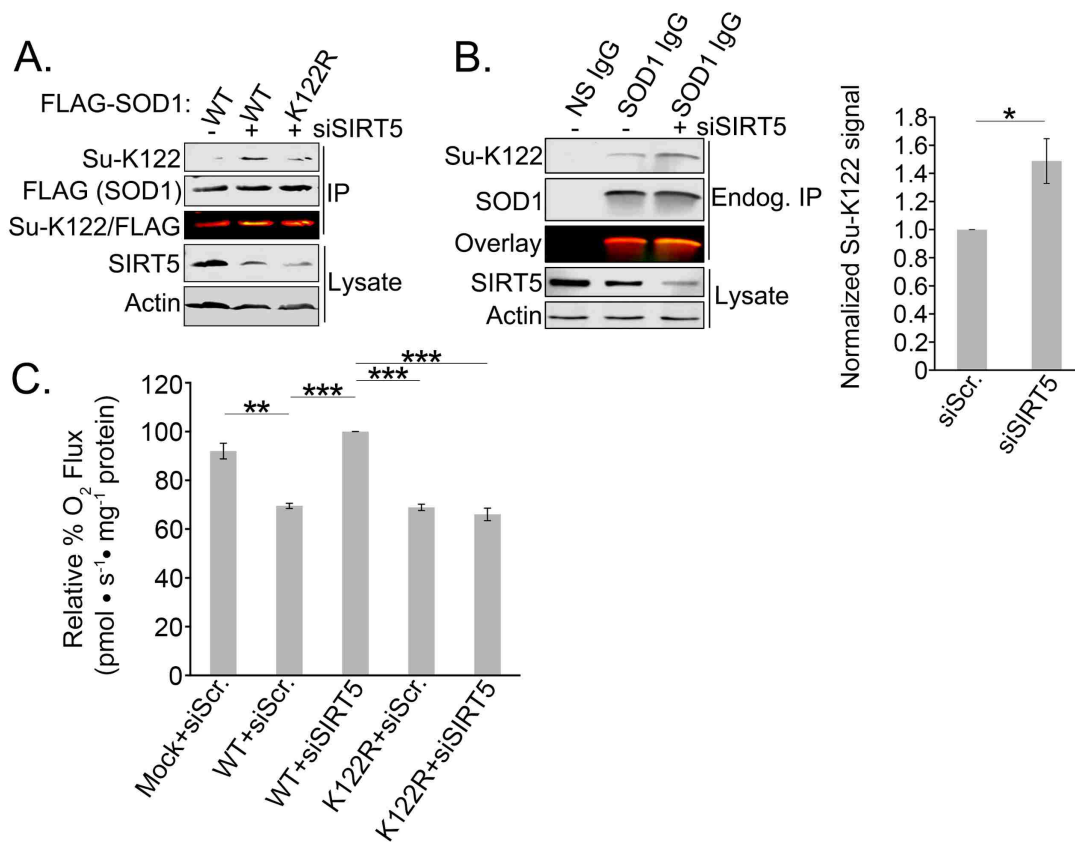 A.
FLAG-SOD1: WT WT K122R
- + + siSIRT5
Su-K122
FLAG (SOD1)
Su-K122/FLAG
IP
SIRT5
Actin
Lysate
B.
NS IgG SOD1 IgG SOD1 IgG
- - + siSIRT5
Su-K122
SOD1
Overlay
Endog. IP
SIRT5
Actin
Lysate
Normalized Su-K122 signal
1.8
1.6
1.4
1.2
1.0
0.8
0.6
0.4
0.2
0
*
siScr. siSIRT5
C.
Relative % O₂ Flux
(pmol • s⁻¹• mg⁻¹ protein)
120
100
80
60
40
20
0
** *** *** ***
Mock+siScr.
WT+siScr.
WT+siSIRT5
K122R+siScr.
K122R+siSIRT5